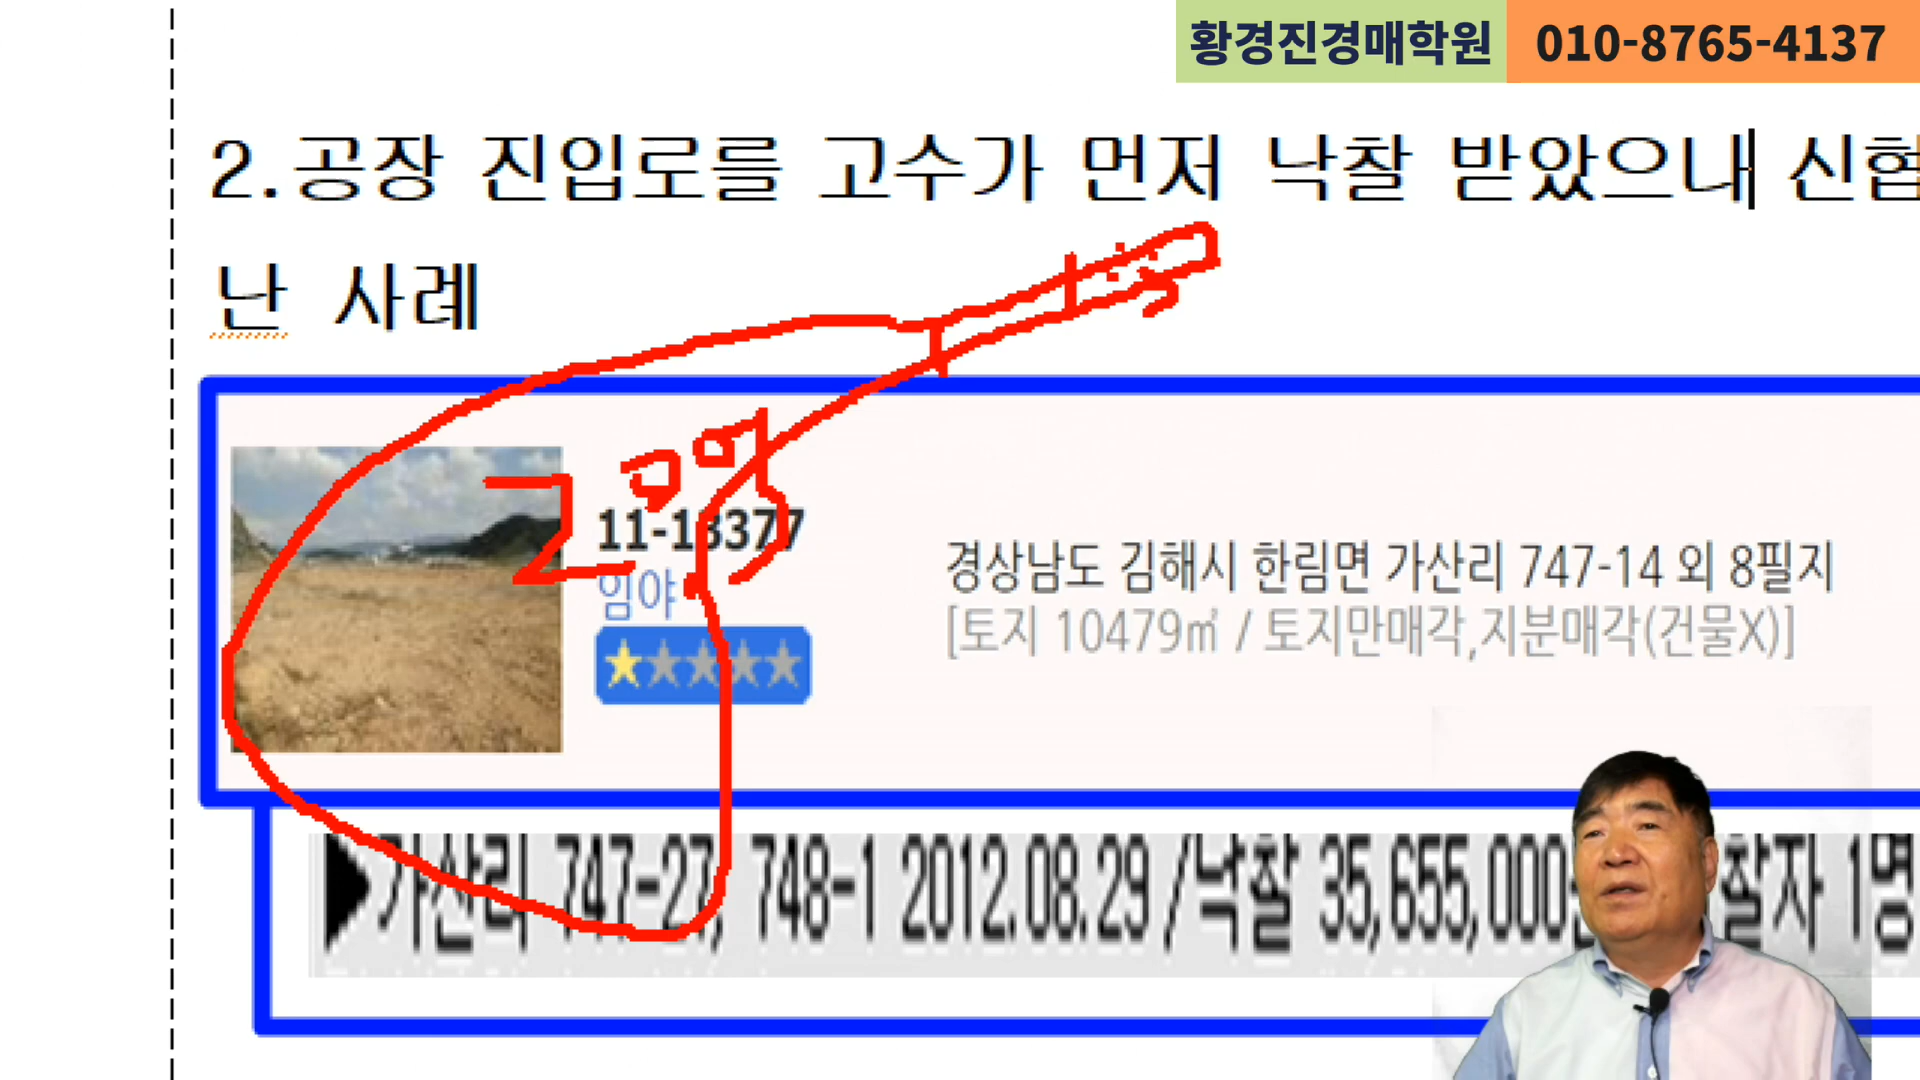 황경진경매학원 010-8765-4137
2.공장 진입로를 고수가 먼저 낙찰 받았으나 신협
난 사례
20억
11-13377
임야
경상남도 김해시 한림면 가산리 747-14 외 8필지
[토지 10479㎡ / 토지만매각,지분매각(건물X)]
▶가산리 747-27, 748-1 2012.08.29 /낙찰 35,655,000 찰자 1명